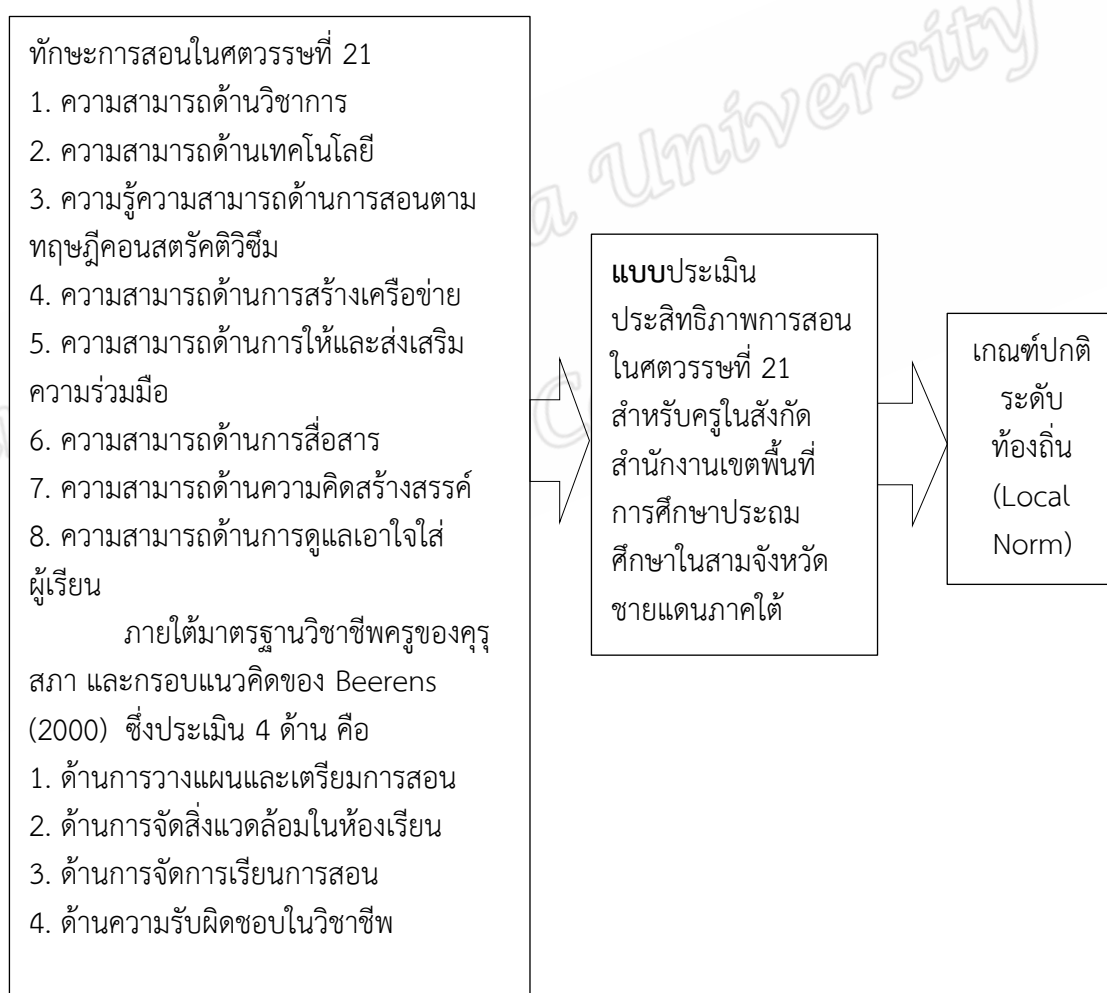 ทักษะการสอนในศตวรรษที่ 21
1. ความสามารถด้านวิชาการ
2. ความสามารถด้านเทคโนโลยี
3. ความรู้ความสามารถด้านการสอนตาม
ทฤษฎีคอนสตรัคติวิซึม
4. ความสามารถด้านการสร้างเครือข่าย
5. ความสามารถด้านการให้และส่งเสริม
ความร่วมมือ
6. ความสามารถด้านการสื่อสาร
7. ความสามารถด้านความคิดสร้างสรรค์
8. ความสามารถด้านการดูแลเอาใจใส่
ผู้เรียน
ภายใต้มาตรฐานวิชาชีพครูของคุรุ
สภา และกรอบแนวคิดของ Beerens
(2000) ซึ่งประเมิน 4 ด้าน คือ
1. ด้านการวางแผนและเตรียมการสอน
2. ด้านการจัดสิ่งแวดล้อมในห้องเรียน
3. ด้านการจัดการเรียนการสอน
4. ด้านความรับผิดชอบในวิชาชีพ
แบบประเมิน
ประสิทธิภาพการสอน
ในศตวรรษที่ 21
สำหรับครูในสังกัด
สำนักงานเขตพื้นที่
การศึกษาประถม
ศึกษาในสามจังหวัด
ชายแดนภาคใต้
เกณฑ์ปกติ
ระดับ
ท้องถิ่น
(Local
Norm)
University